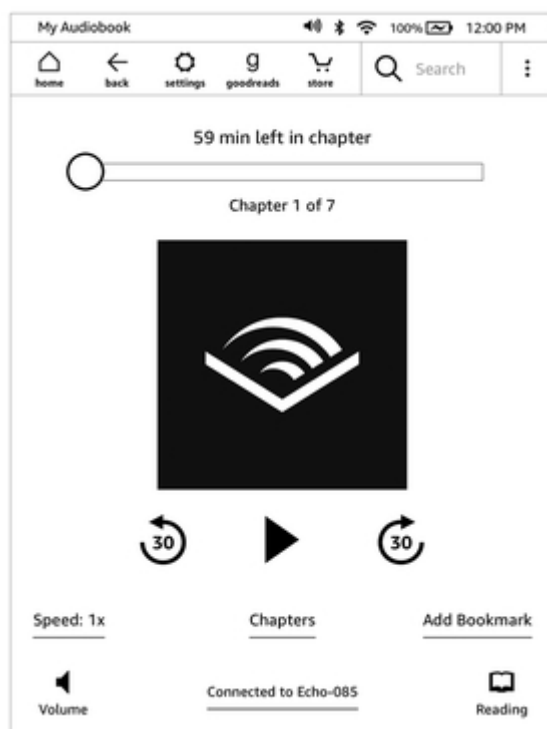 My Audiobook 100% 12:00 PM
home back settings goodreads store Search
59 min left in chapter
Chapter 1 of 7
30 30
Speed: 1x Chapters Add Bookmark
Volume Connected to Echo-085 Reading